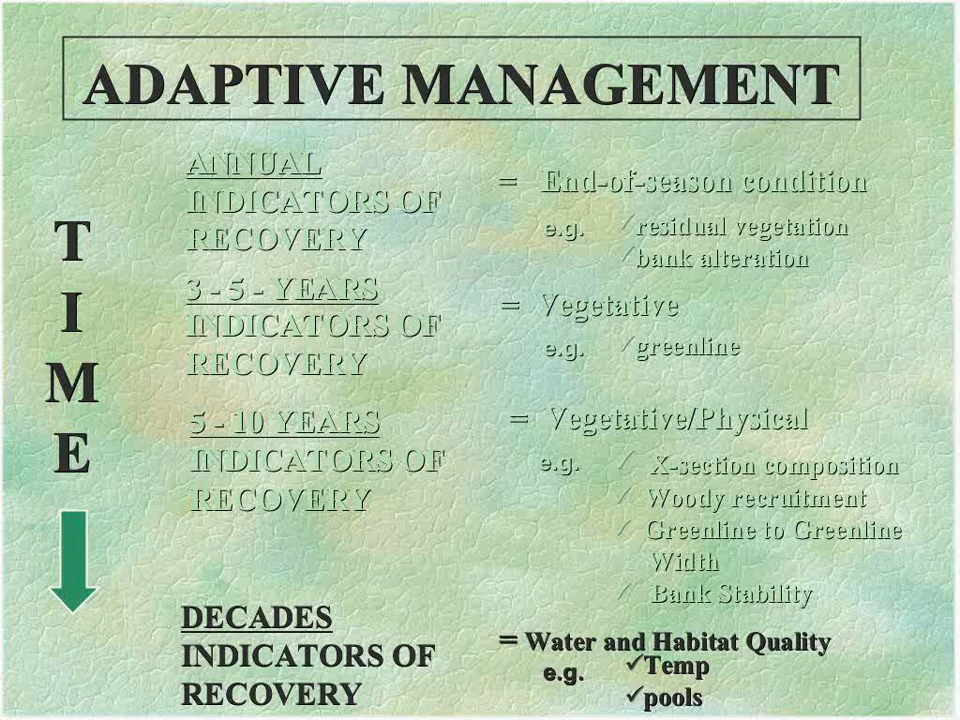 ADAPTIVE MANAGEMENT
T
I
M
E
ANNUAL
INDICATORS OF
RECOVERY
= End-of-season condition
e.g. ✓residual vegetation
✓bank alteration
3 - 5 - YEARS
INDICATORS OF
RECOVERY
= Vegetative
e.g. ✓greenline
5 - 10 YEARS
INDICATORS OF
RECOVERY
= Vegetative/Physical
e.g. ✓ X-section composition
✓ Woody recruitment
✓ Greenline to Greenline
Width
✓ Bank Stability
DECADES
INDICATORS OF
RECOVERY
= Water and Habitat Quality
e.g. ✓Temp
✓pools